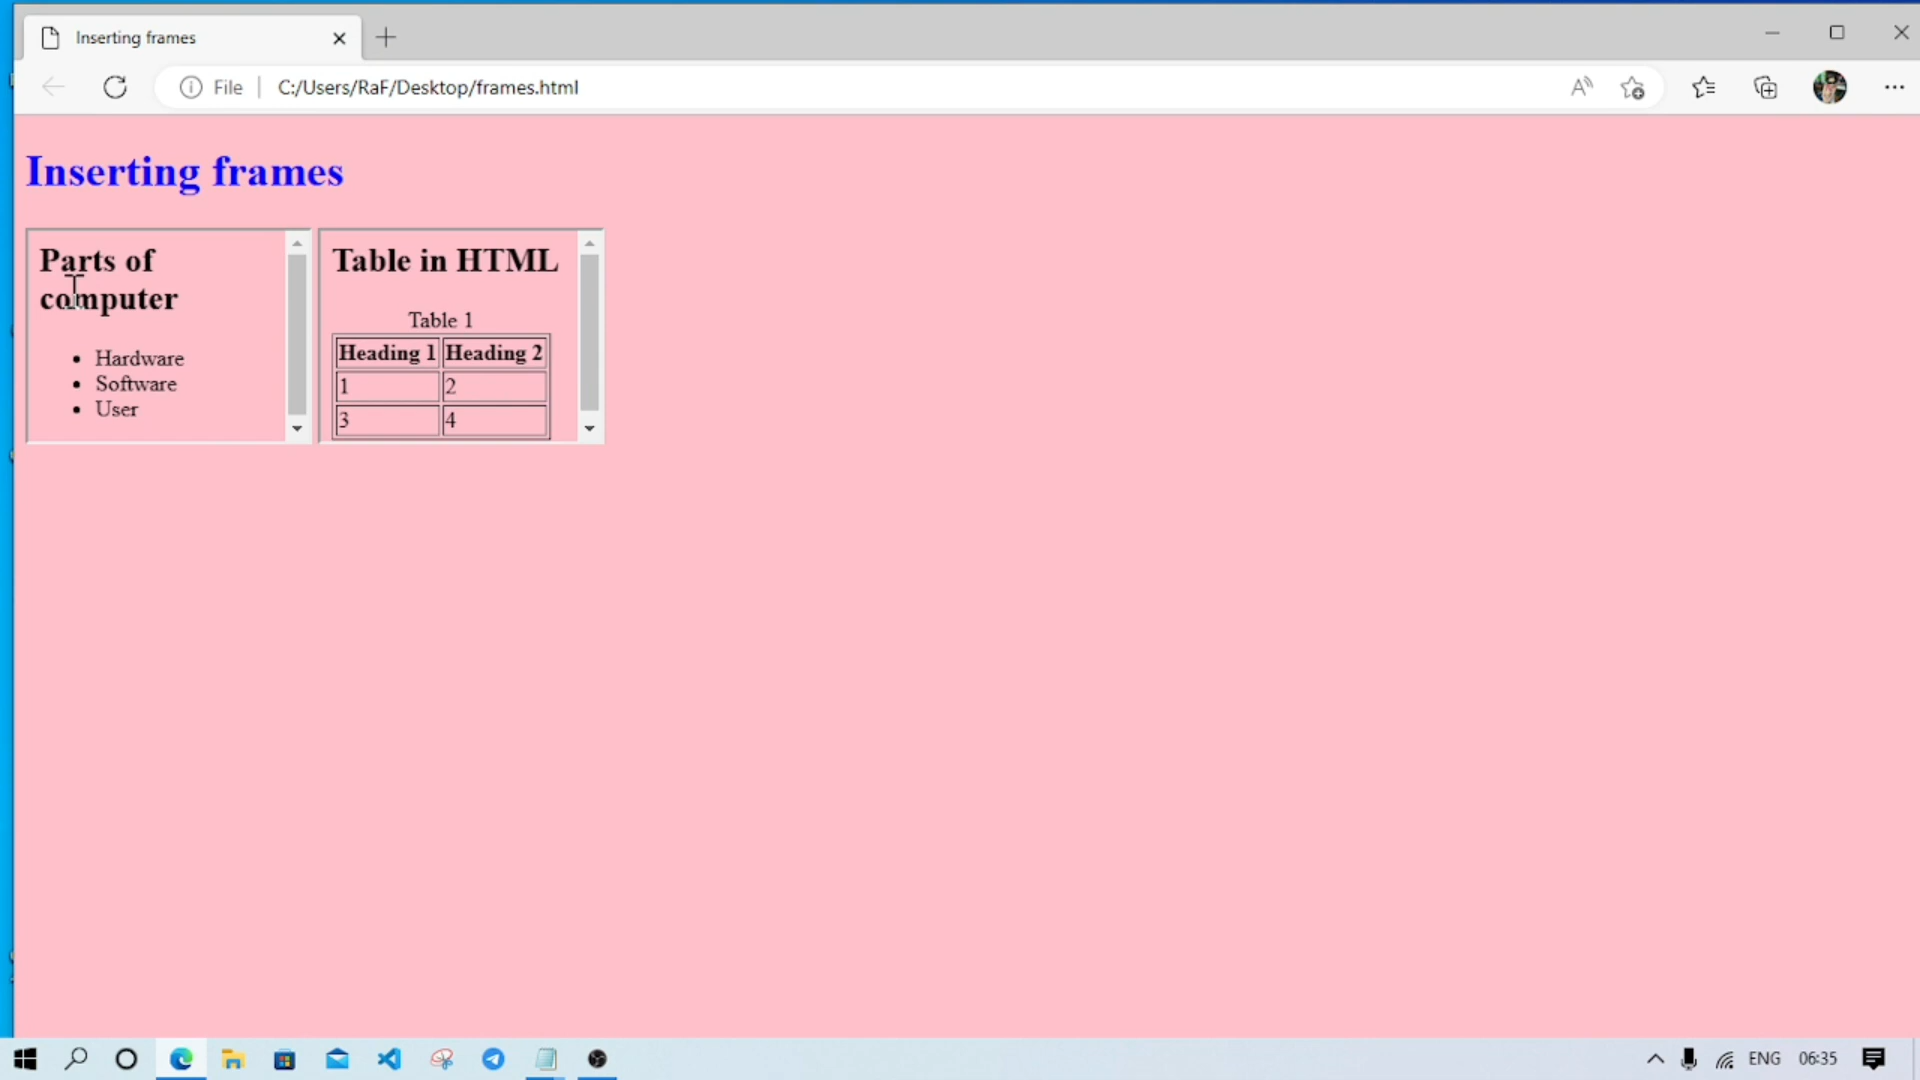 Inserting frames
File
C:/Users/RaF/Desktop/frames.html
Inserting frames
Parts of
computer
• Hardware
• Software
• User
Table in HTML
Table 1
Heading 1 Heading 2
1 2
3 4
ENG 06:35